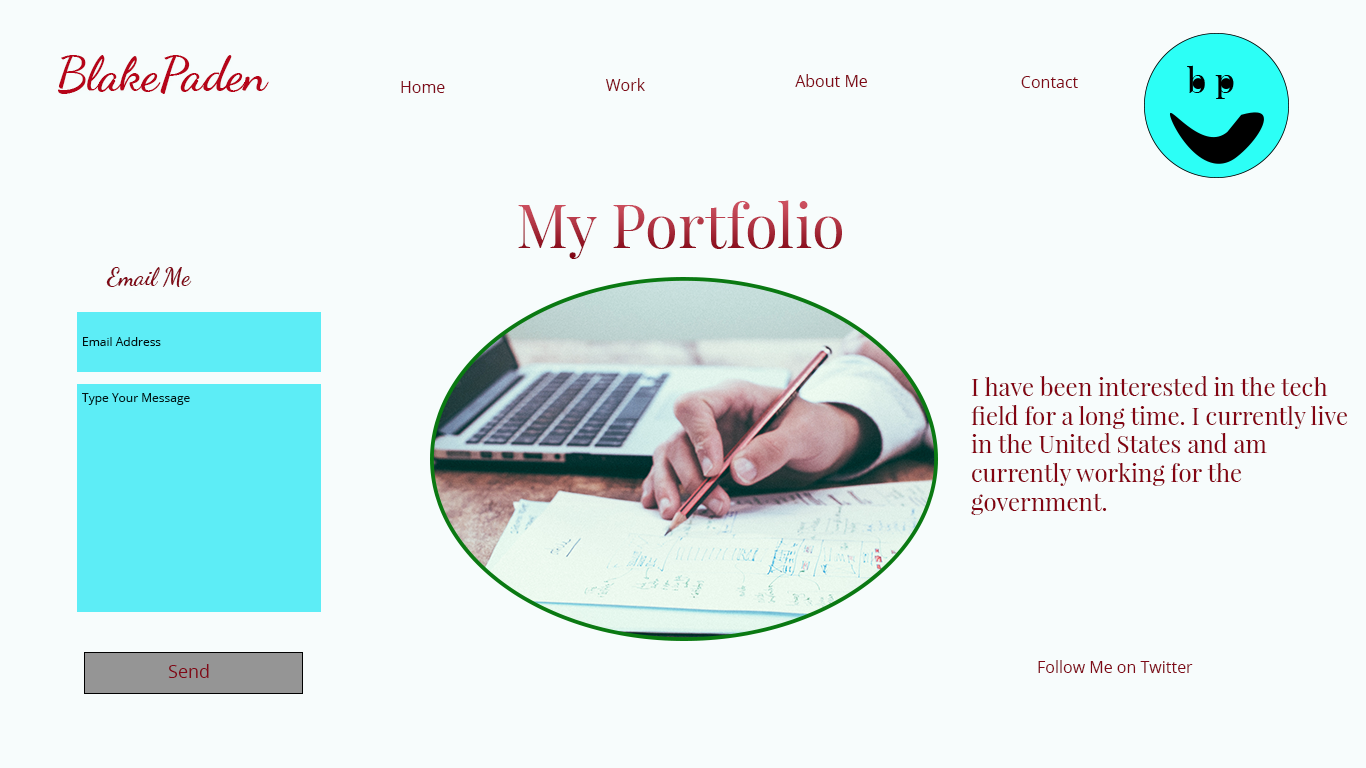 BlakePaden
Home
Work
About Me
Contact
b p
My Portfolio
Email Me
Email Address
Type Your Message
Send
I have been interested in the tech
field for a long time. I currently live
in the United States and am
currently working for the
government.
Follow Me on Twitter